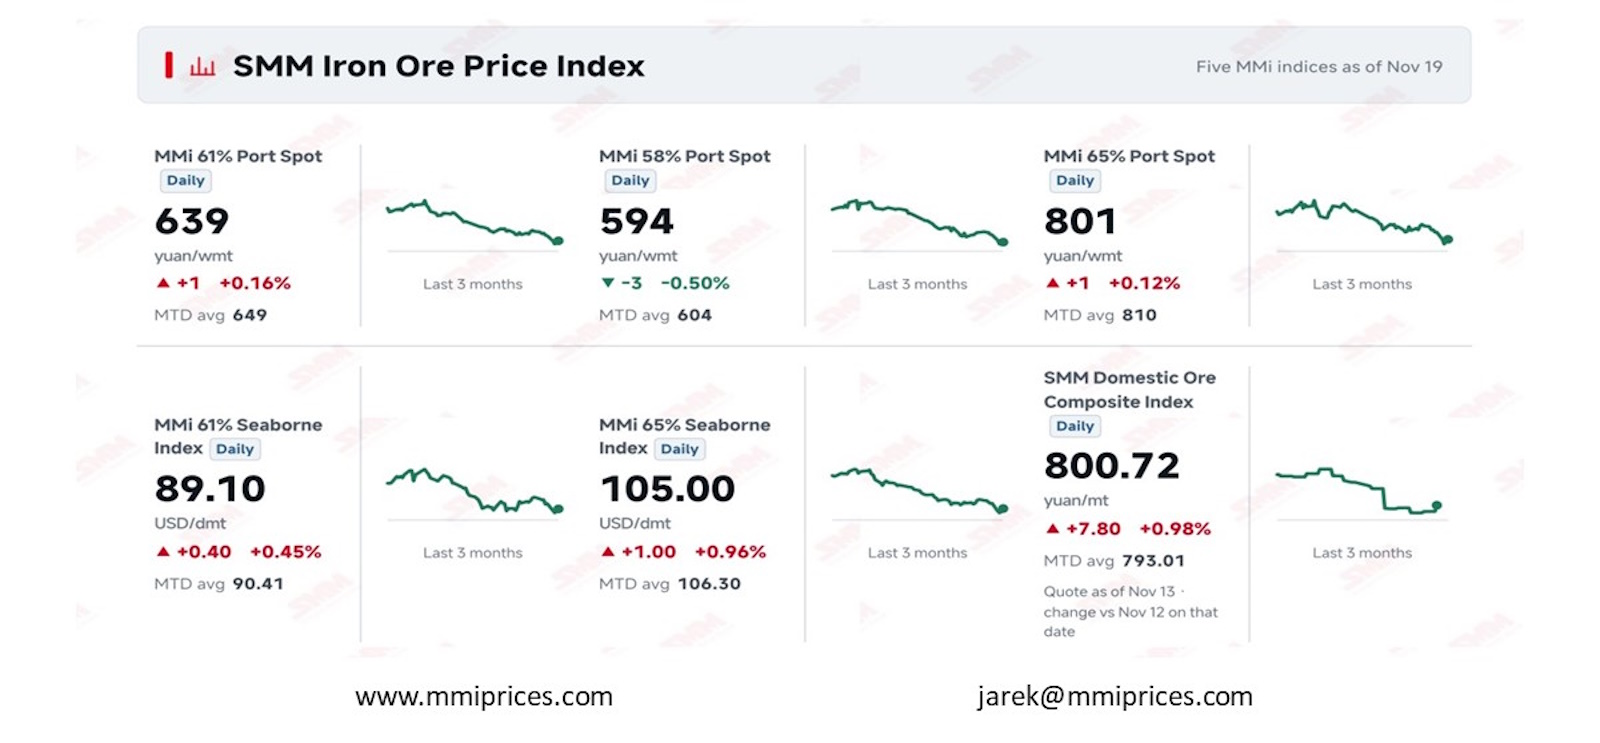 SMM Iron Ore Price Index
Five MMi indices as of Nov 19
MMi 61% Port Spot
Daily
639
yuan/wmt
▲ +1 +0.16%
MTD avg 649
Last 3 months
MMi 58% Port Spot
Daily
594
yuan/wmt
▼ -3 -0.50%
MTD avg 604
Last 3 months
MMi 65% Port Spot
Daily
801
yuan/wmt
▲ +1 +0.12%
MTD avg 810
Last 3 months
MMi 61% Seaborne
Index Daily
89.10
USD/dmt
▲ +0.40 +0.45%
MTD avg 90.41
Last 3 months
MMi 65% Seaborne
Index Daily
105.00
USD/dmt
▲ +1.00 +0.96%
MTD avg 106.30
Last 3 months
SMM Domestic Ore
Composite Index
Daily
800.72
yuan/mt
▲ +7.80 +0.98%
MTD avg 793.01
Quote as of Nov 13 ·
change vs Nov 12 on that
date
Last 3 months
www.mmiprices.com
jarek@mmiprices.com